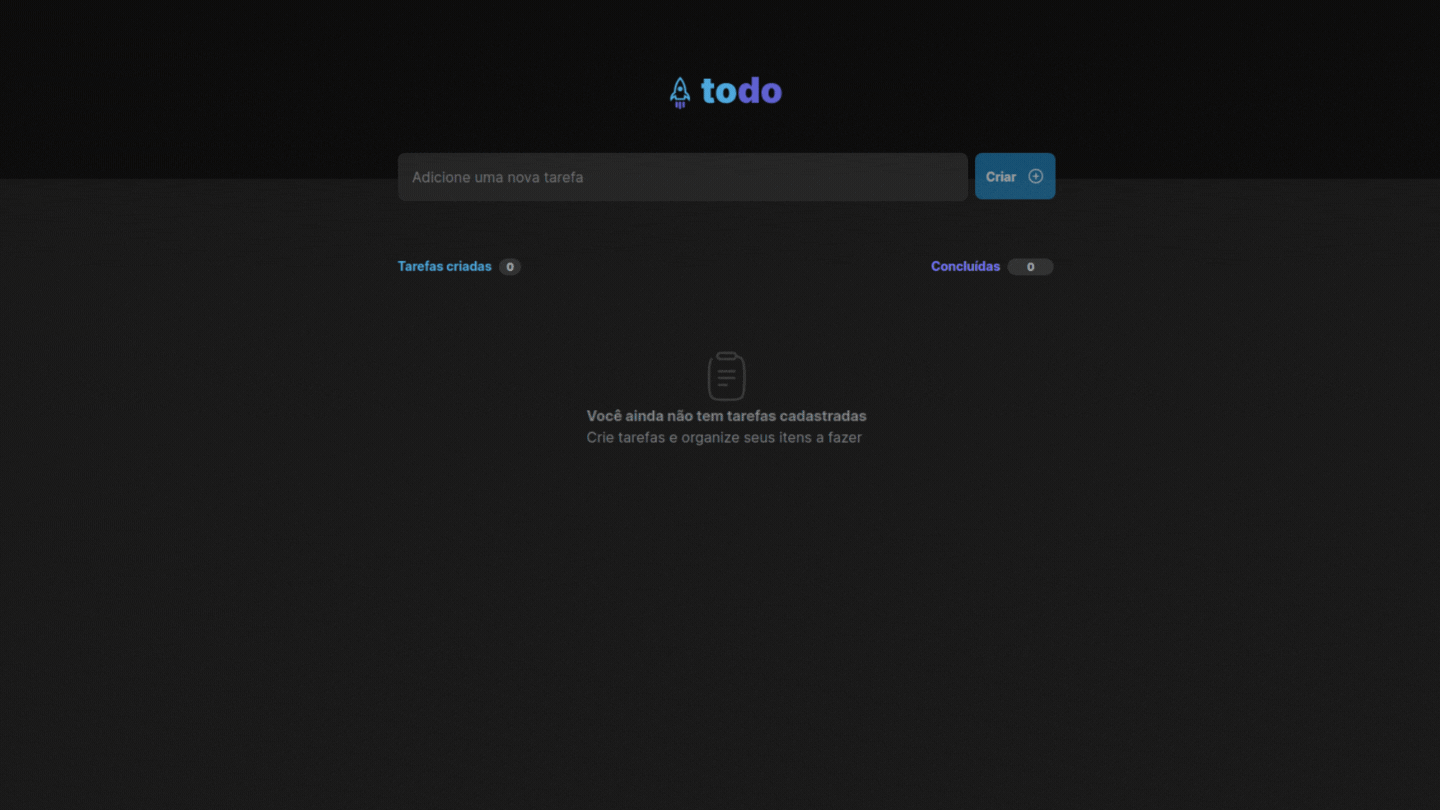 todo
Adicione uma nova tarefa
Criar
Tarefas criadas 0
Concluídas 0
Você ainda não tem tarefas cadastradas
Crie tarefas e organize seus itens a fazer